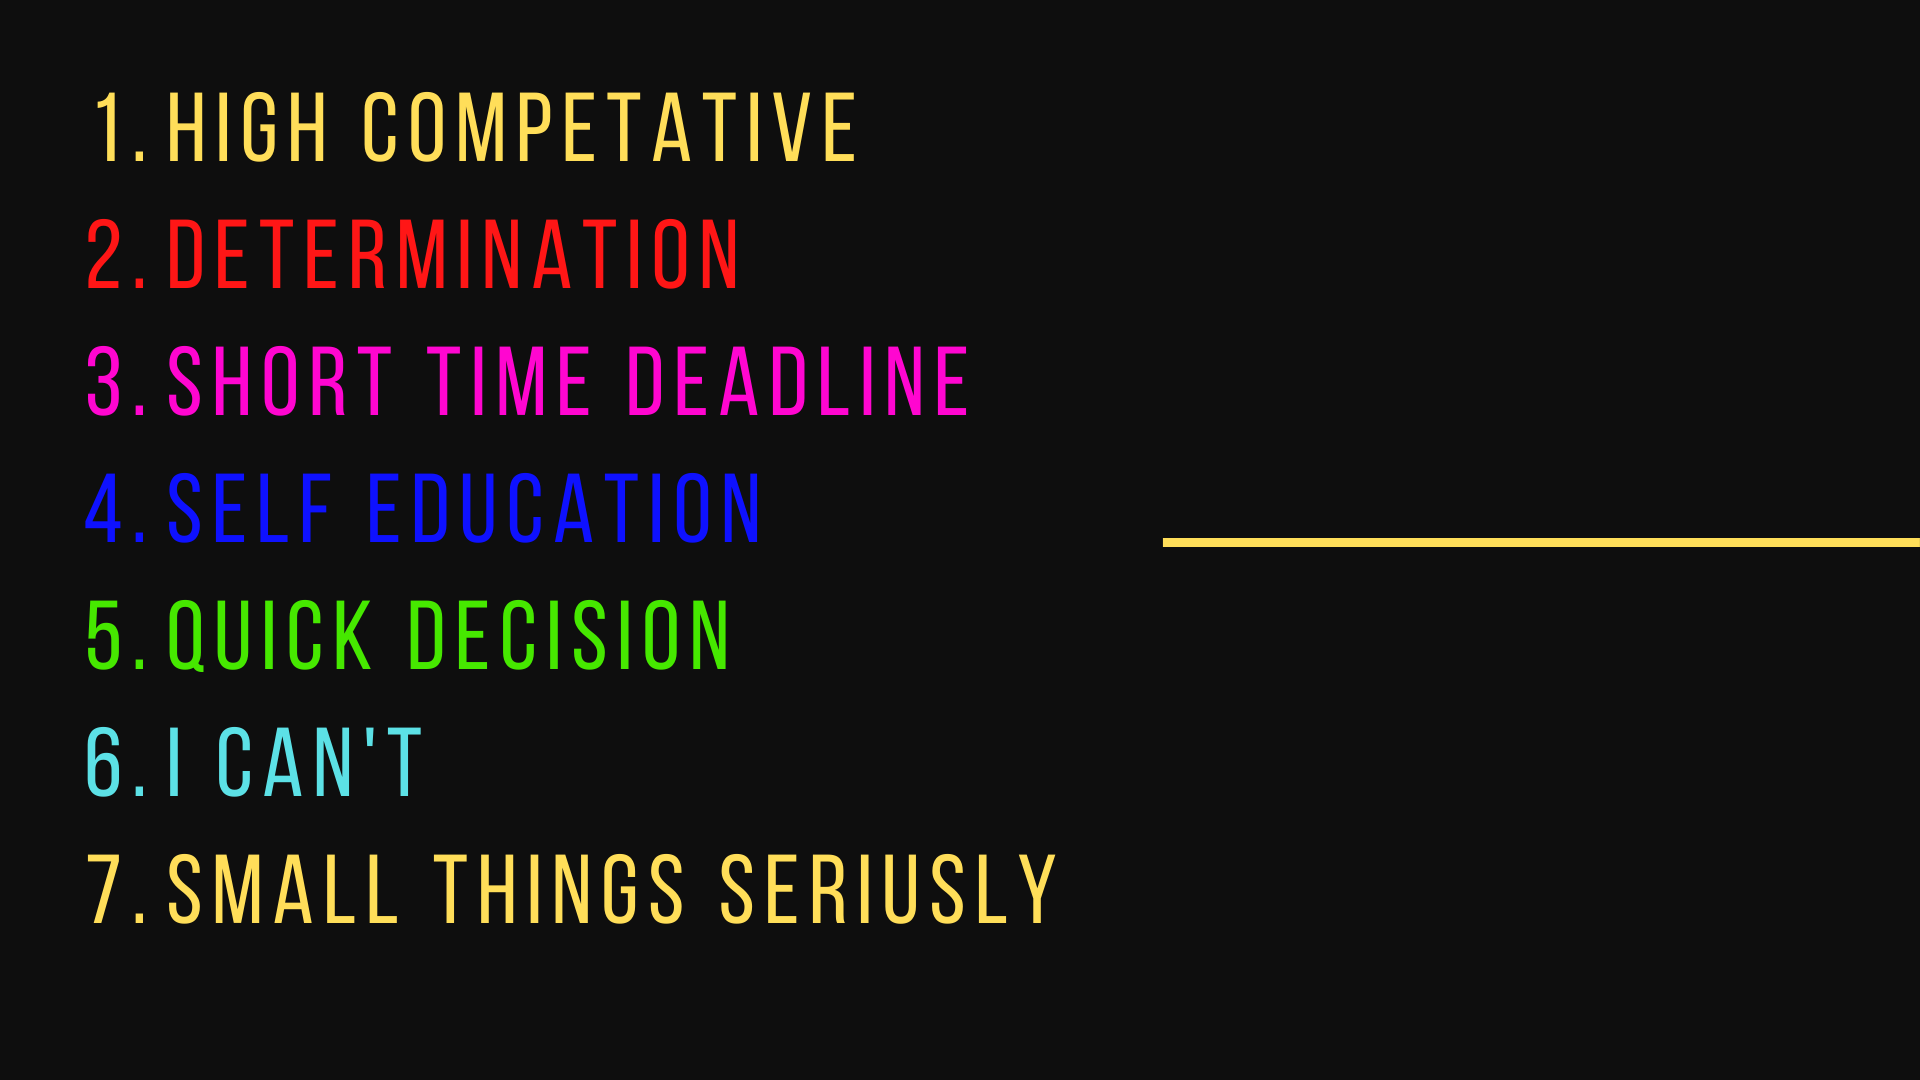 1. HIGH COMPETATIVE
2. DETERMINATION
3. SHORT TIME DEADLINE
4. SELF EDUCATION
5. QUICK DECISION
6. I CAN'T
7. SMALL THINGS SERIUSLY